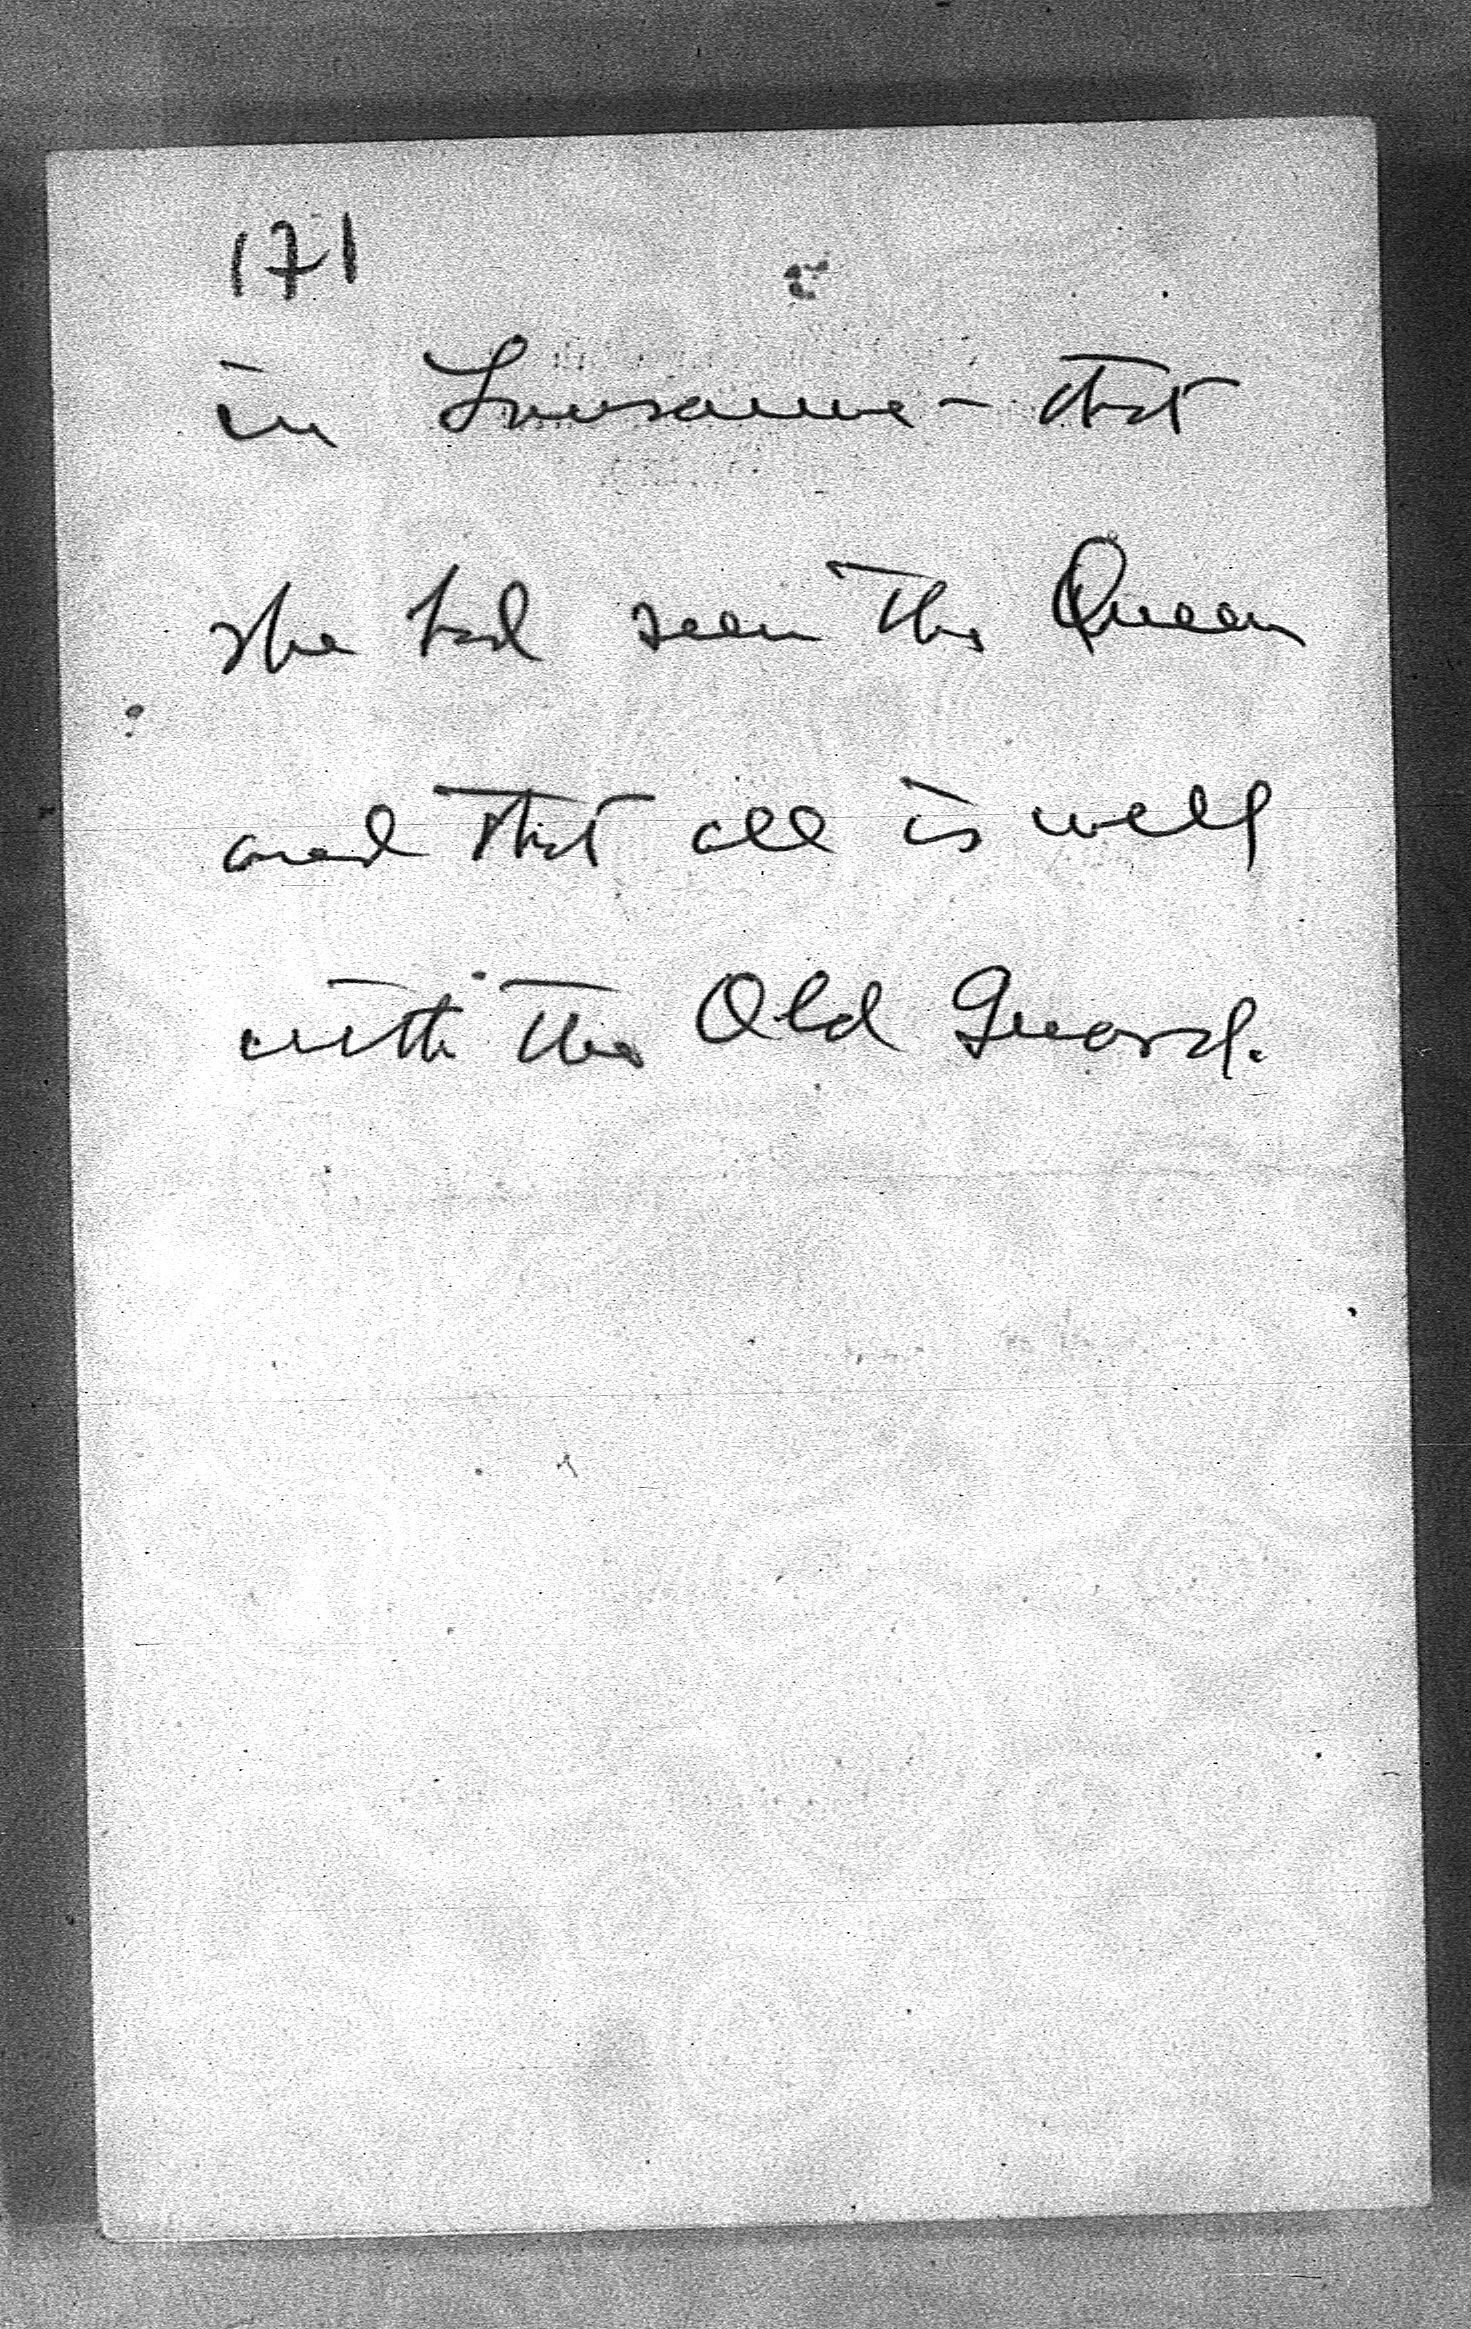 171
in Lausanne - that
she had seen the Queen
and that all is well
with the Old Guard.